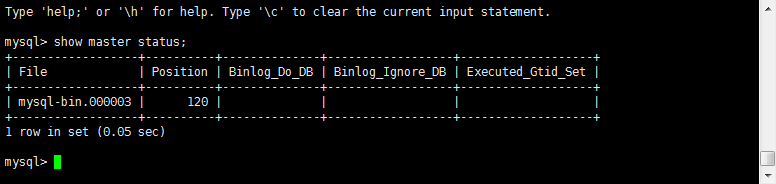 Type 'help;' or '\h' for help. Type '\c' to clear the current input statement.
mysql> show master status;
+------------------+----------+--------------+------------------+-------------------+
| File             | Position | Binlog_Do_DB | Binlog_Ignore_DB | Executed_Gtid_Set |
+------------------+----------+--------------+------------------+-------------------+
| mysql-bin.000003 |      120 |              |                  |                   |
+------------------+----------+--------------+------------------+-------------------+
1 row in set (0.05 sec)
mysql>